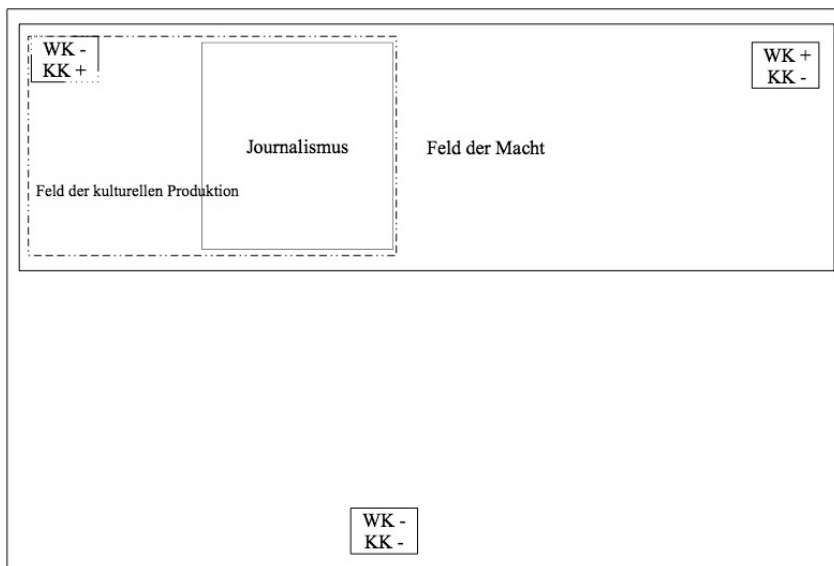 WK -
KK +
WK +
KK -
Journalismus
Feld der Macht
Feld der kulturellen Produktion
WK -
KK -